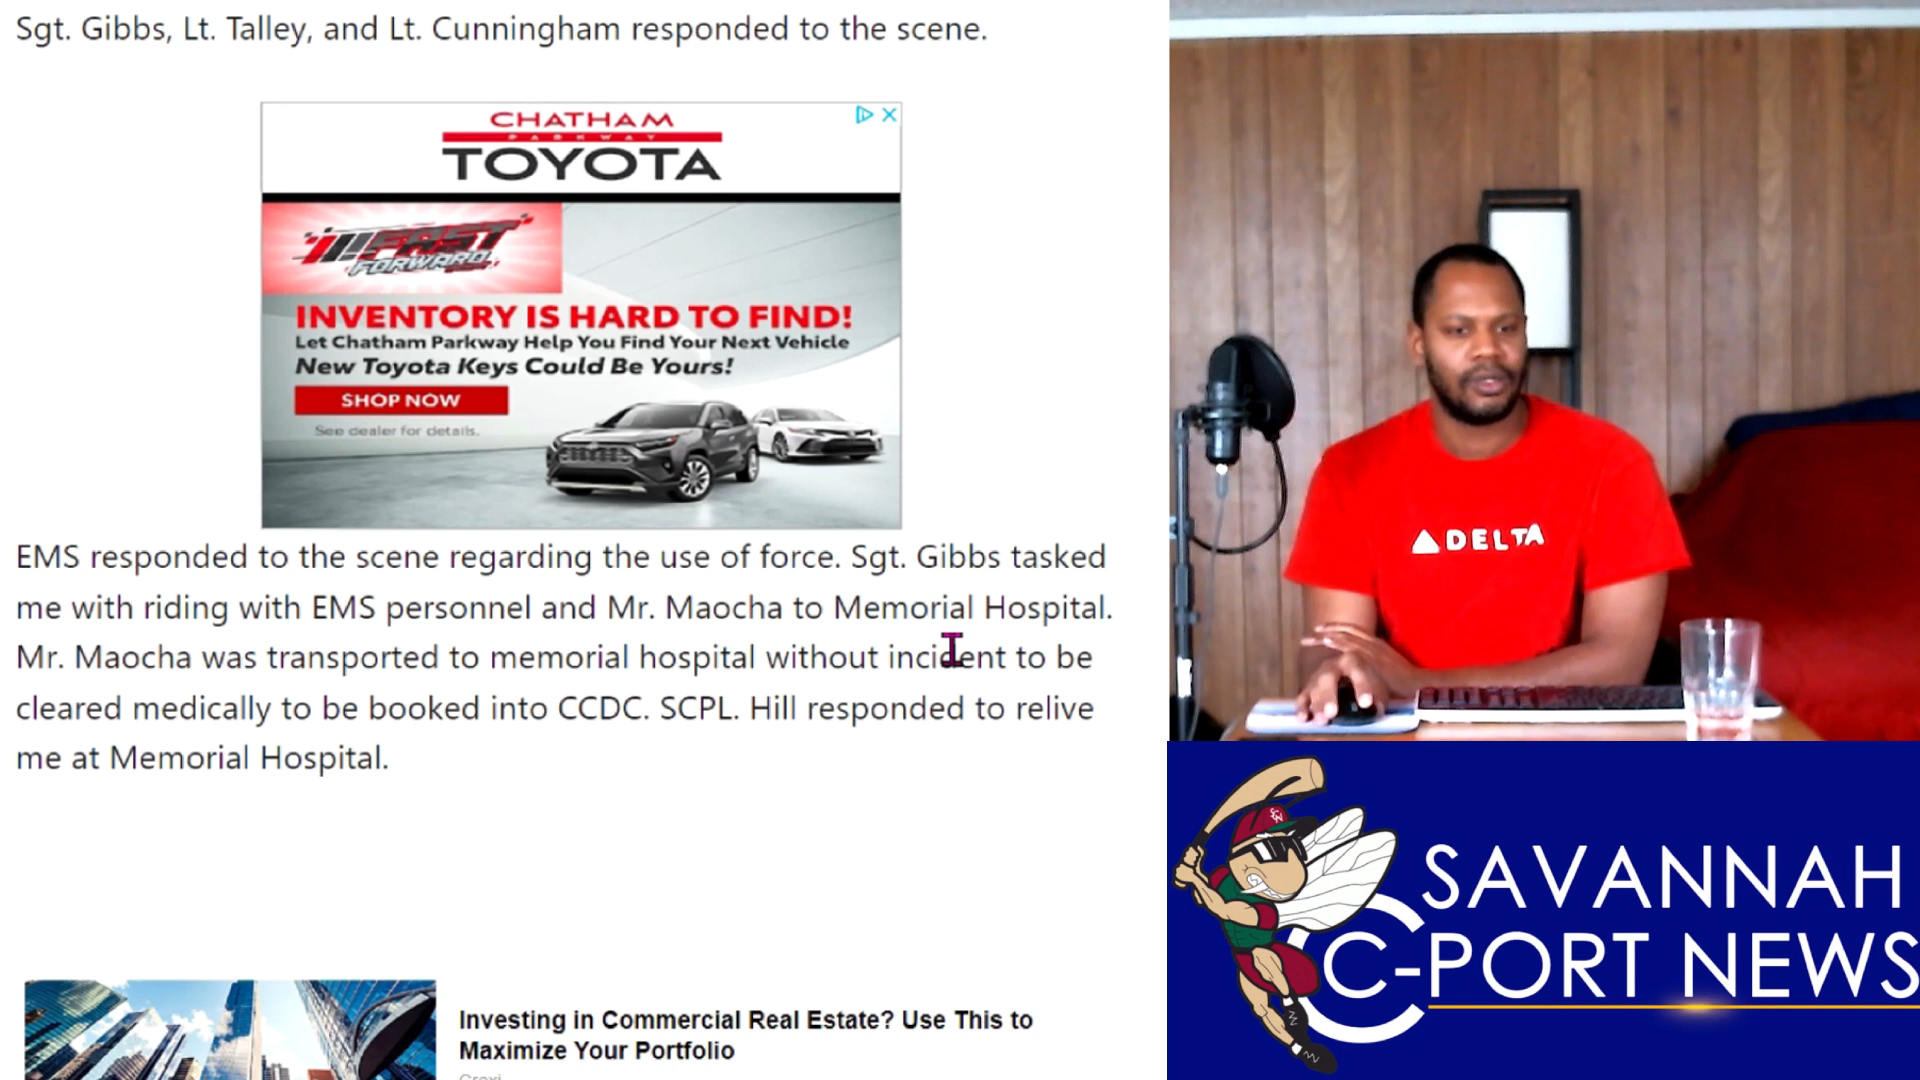 Sgt. Gibbs, Lt. Talley, and Lt. Cunningham responded to the scene.
CHATHAM
PARKWAY
TOYOTA
FAST
FORWARD
INVENTORY IS HARD TO FIND!
Let Chatham Parkway Help You Find Your Next Vehicle
New Toyota Keys Could Be Yours!
SHOP NOW
See dealer for details.
EMS responded to the scene regarding the use of force. Sgt. Gibbs tasked
me with riding with EMS personnel and Mr. Maocha to Memorial Hospital.
Mr. Maocha was transported to memorial hospital without incident to be
cleared medically to be booked into CCDC. SCPL. Hill responded to relive
me at Memorial Hospital.
Investing in Commercial Real Estate? Use This to
Maximize Your Portfolio
DELTA
SAVANNAH
C-PORT NEWS